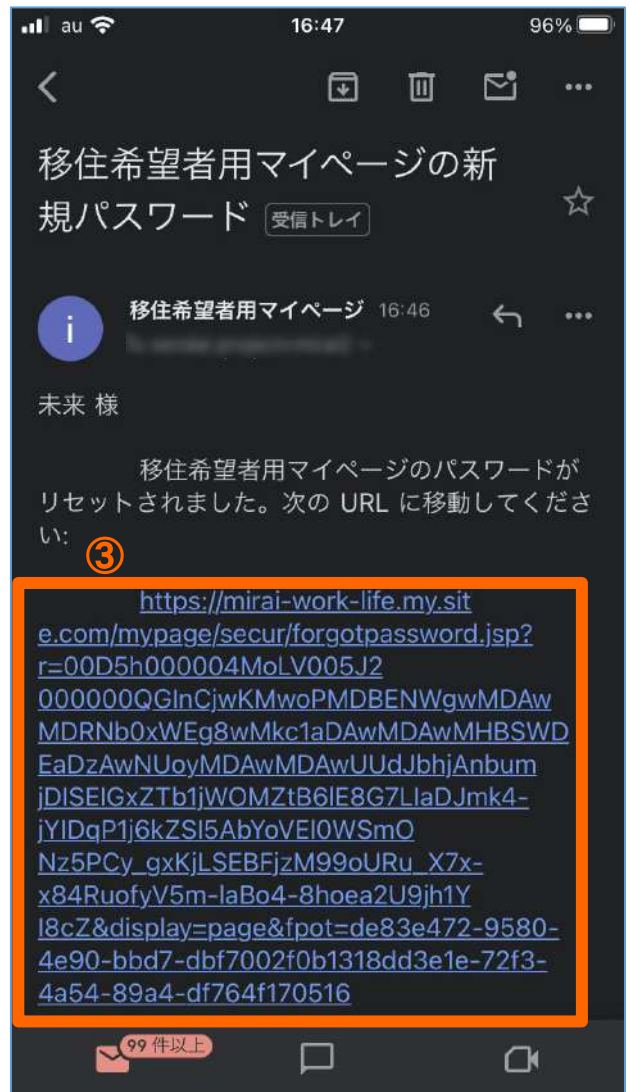 au 16:47 96%
移住希望者用マイページの新
規パスワード 受信トレイ
i
移住希望者用マイページ 16:46
未来 様
移住希望者用マイページのパスワードが
リセットされました。次の URL に移動してくださ
い:
③
https://mirai-work-life.my.sit
e.com/mypage/secur/forgotpassword.jsp?
r=00D5h000004MoLV005J2
000000QGInCjwKMwoPMDBENWgwMDAw
MDRNb0xWEg8wMkc1aDAwMDAwMHBSWD
EaDzAwNUoyMDAwMDAwUUdJbhjAnbum
jDISEIGxZTb1jWOMZtB6lE8G7LIaDJmk4-
jYIDqP1j6kZSI5AbYoVEl0WSmO
Nz5PCy_gxKjLSEBFjzM99oURu_X7x-
x84RuofyV5m-laBo4-8hoea2U9jh1Y
I8cZ&display=page&fpot=de83e472-9580-
4e90-bbd7-dbf7002f0b1318dd3e1e-72f3-
4a54-89a4-df764f170516
99 件以上